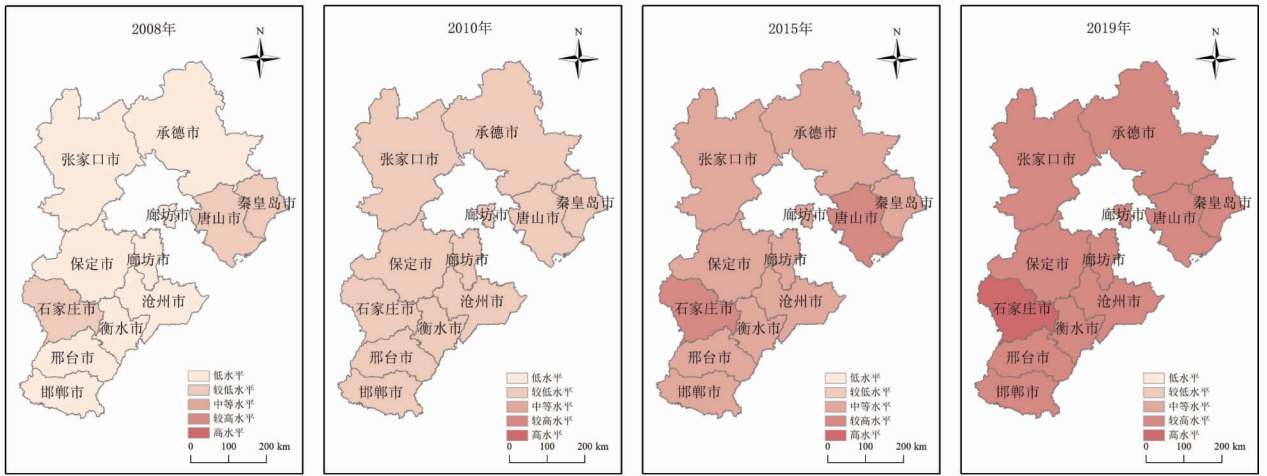 2008年
N
承德市
张家口市
秦皇岛市
廊坊市
唐山市
保定市
廊坊市
沧州市
石家庄市
衡水市
邢台市
邯郸市
低水平
较低水平
中等水平
较高水平
高水平
0 100 200 km
2010年
N
承德市
张家口市
秦皇岛市
廊坊市
唐山市
保定市
廊坊市
沧州市
石家庄市
衡水市
邢台市
邯郸市
低水平
较低水平
中等水平
较高水平
高水平
0 100 200 km
2015年
N
承德市
张家口市
秦皇岛市
廊坊市
唐山市
保定市
廊坊市
沧州市
石家庄市
衡水市
邢台市
邯郸市
低水平
较低水平
中等水平
较高水平
高水平
0 100 200 km
2019年
N
承德市
张家口市
秦皇岛市
廊坊市
唐山市
保定市
廊坊市
沧州市
石家庄市
衡水市
邢台市
邯郸市
低水平
较低水平
中等水平
较高水平
高水平
0 100 200 km